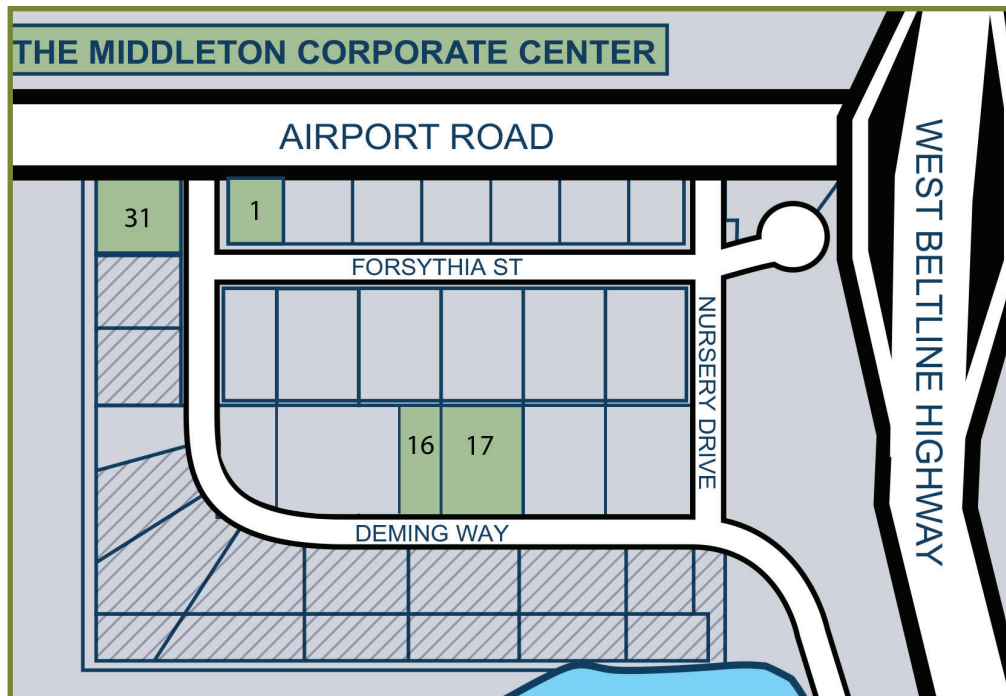 THE MIDDLETON CORPORATE CENTER
AIRPORT ROAD
WEST BELTLINE HIGHWAY
31
1
FORSYTHIA ST
NURSERY DRIVE
16
17
DEMING WAY